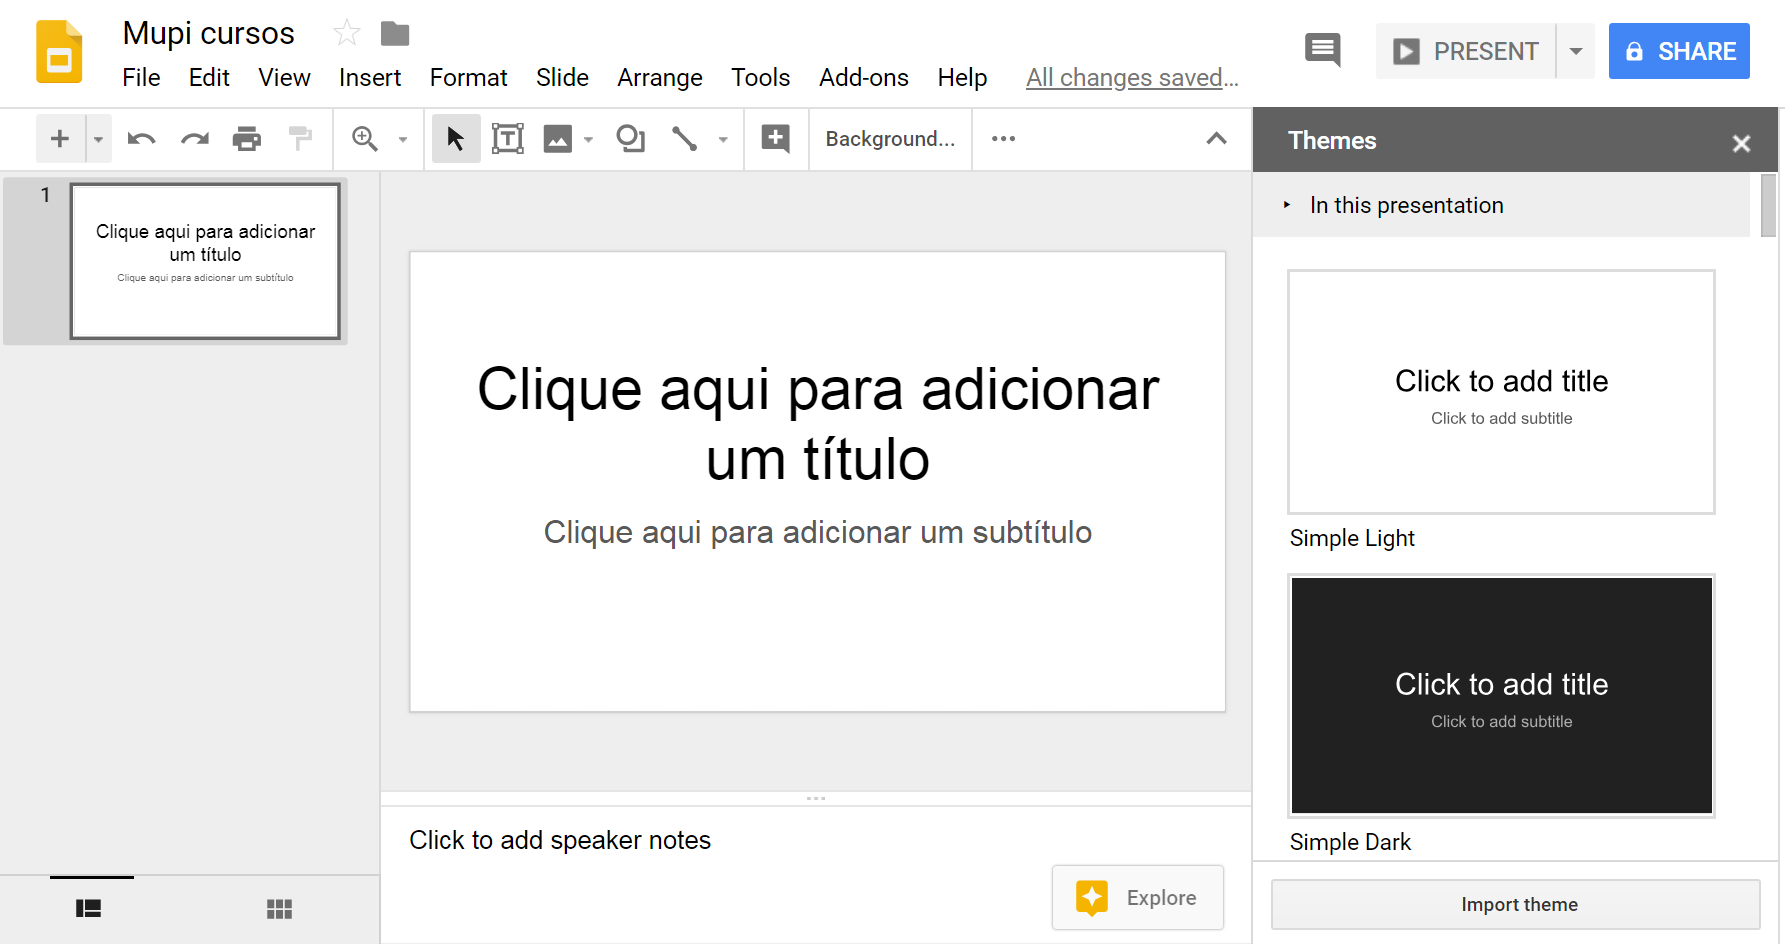 Mupi cursos
File Edit View Insert Format Slide Arrange Tools Add-ons Help All changes saved...
PRESENT
SHARE
Background...
Themes
In this presentation
1
Clique aqui para adicionar
um título
Clique aqui para adicionar um subtítulo
Clique aqui para adicionar
um título
Clique aqui para adicionar um subtítulo
Click to add speaker notes
Explore
Click to add title
Click to add subtitle
Simple Light
Click to add title
Click to add subtitle
Simple Dark
Import theme